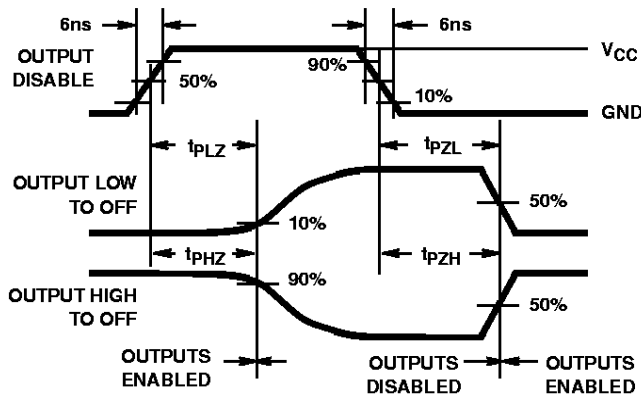 6ns
6ns
OUTPUT
DISABLE
50%
90%
10%
VCC
GND
tPLZ
tPZL
OUTPUT LOW
TO OFF
10%
50%
tPHZ
tPZH
OUTPUT HIGH
TO OFF
90%
50%
OUTPUTS
ENABLED
OUTPUTS
DISABLED
OUTPUTS
ENABLED